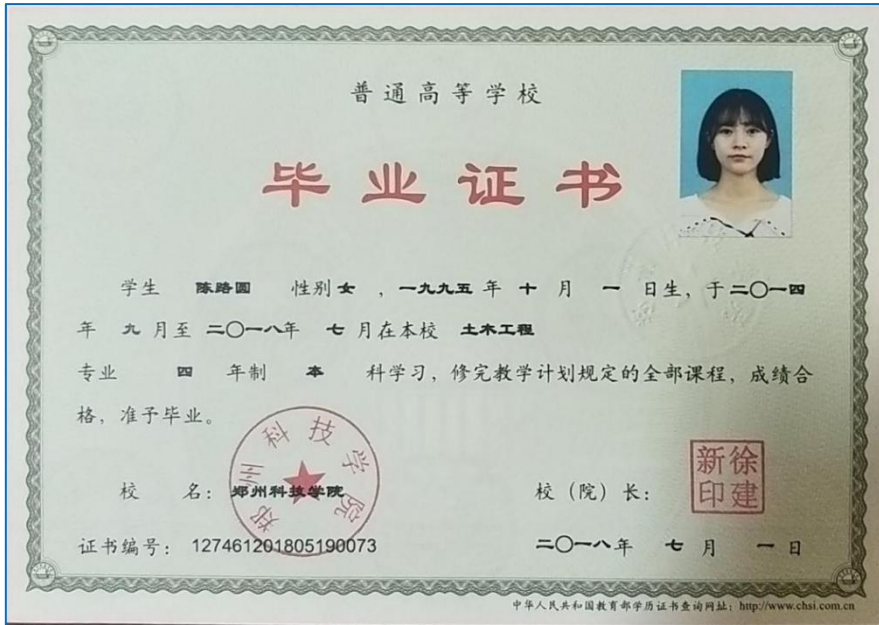 普通高等学校
毕业证书
学生 陈路圆 性别 女 ，一九九五 年 十 月 一 日生，于二〇一四
年 九 月至 二〇一八年 七 月在本校 土木工程
专业 四 年制 本 科学习，修完教学计划规定的全部课程，成绩合
格，准予毕业。
郑州科技学院
校 名：郑州科技学院
校（院）长：
新徐
印建
证书编号：127461201805190073
二〇一八年 七 月 一 日
中华人民共和国教育部学历证书查询网址：http://www.chsi.com.cn